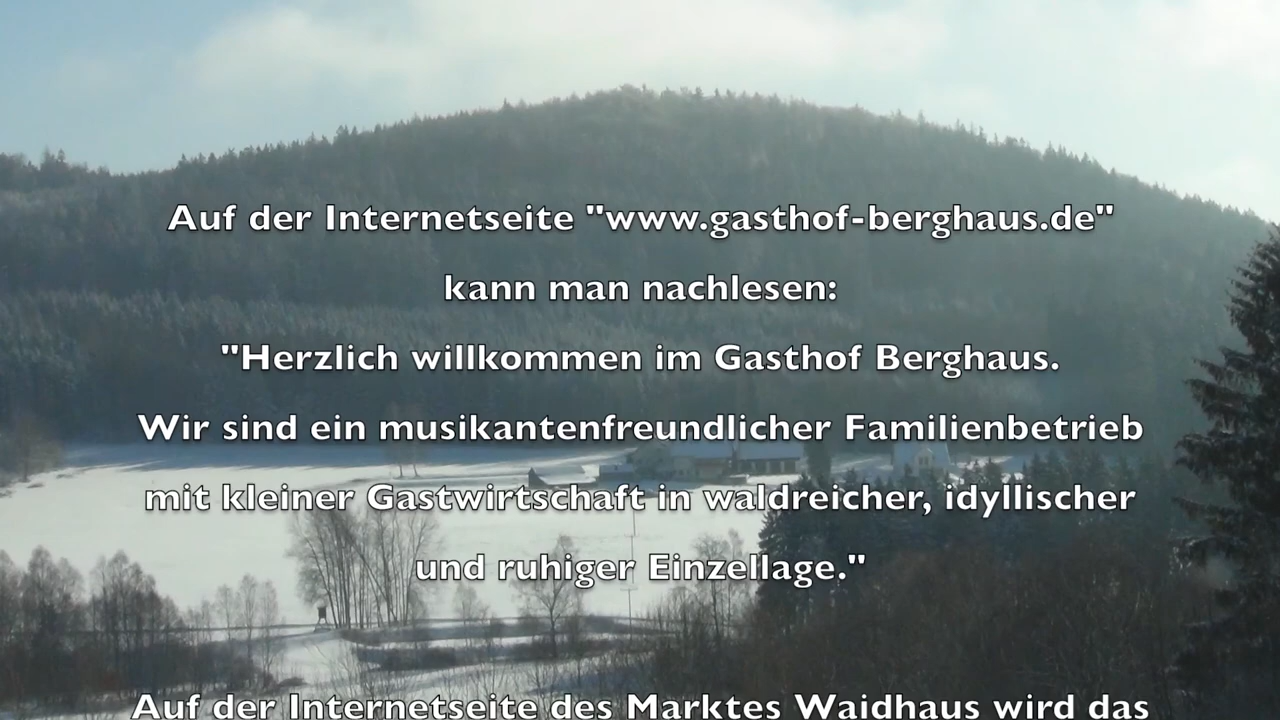 Auf der Internetseite "www.gasthof-berghaus.de"
kann man nachlesen:
"Herzlich willkommen im Gasthof Berghaus.
Wir sind ein musikantenfreundlicher Familienbetrieb
mit kleiner Gastwirtschaft in waldreicher, idyllischer
und ruhiger Einzellage."
Auf der Internetseite des Marktes Waidhaus wird das